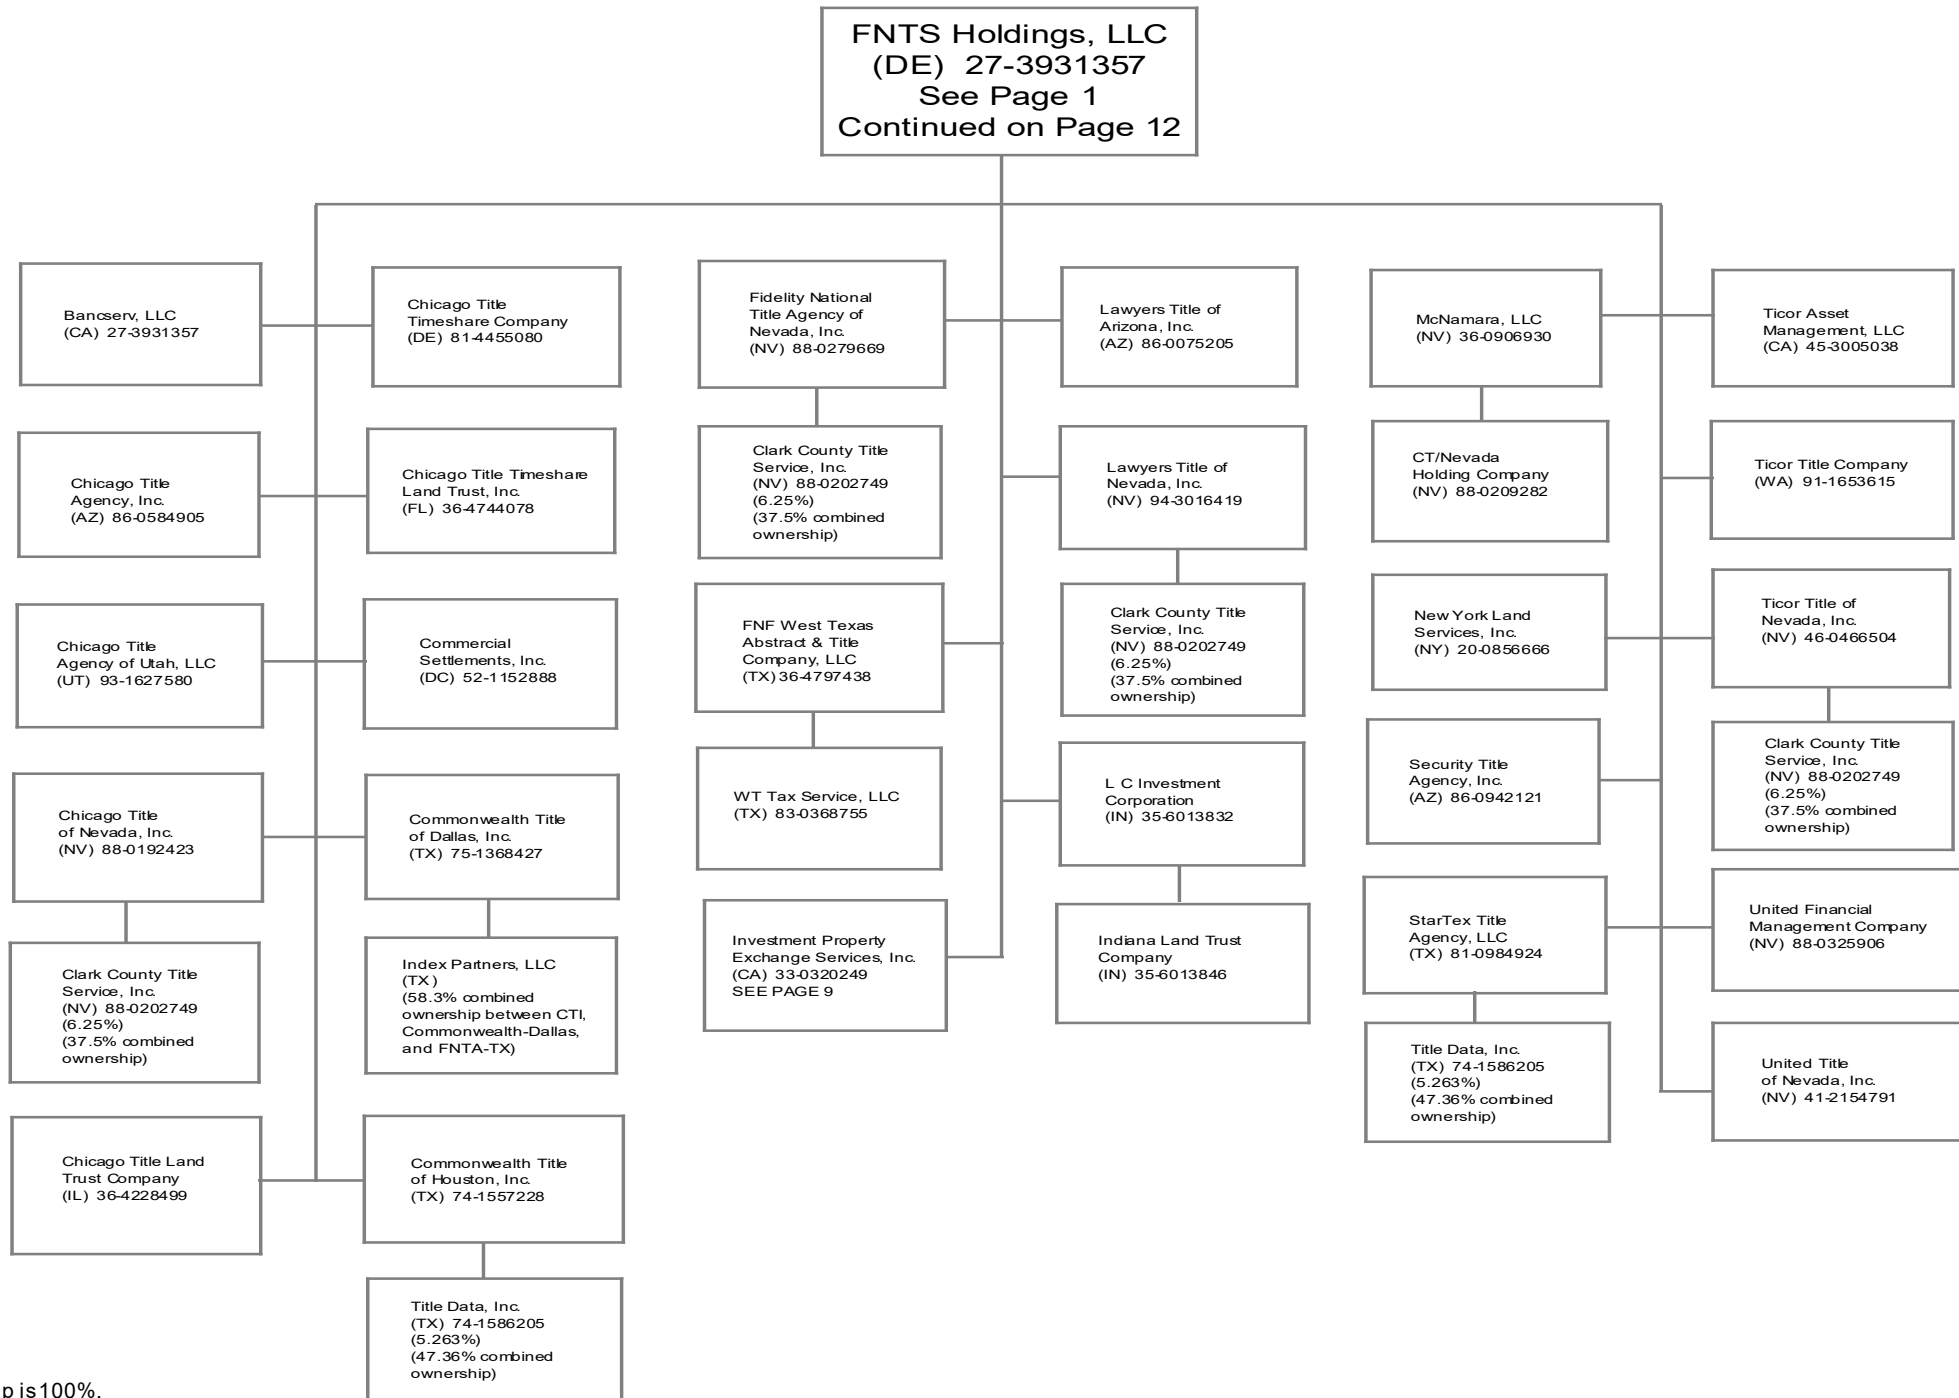 FNTS Holdings, LLC
(DE) 27-3931357
See Page 1
Continued on Page 12
Bancserv, LLC
(CA) 27-3931357
Chicago Title
Timeshare Company
(DE) 81-4455080
Chicago Title
Agency, Inc.
(AZ) 86-0584905
Chicago Title Timeshare
Land Trust, Inc.
(FL) 36-4744078
Chicago Title
Agency of Utah, LLC
(UT) 93-1627580
Commercial
Settlements, Inc.
(DC) 52-1152888
Chicago Title
of Nevada, Inc.
(NV) 88-0192423
Commonwealth Title
of Dallas, Inc.
(TX) 75-1368427
Clark County Title
Service, Inc.
(NV) 88-0202749
(6.25%)
(37.5% combined
ownership)
Index Partners, LLC
(TX)
(58.3% combined
ownership between CTI,
Commonwealth-Dallas,
and FNTA-TX)
Chicago Title Land
Trust Company
(IL) 36-4228499
Commonwealth Title
of Houston, Inc.
(TX) 74-1557228
Title Data, Inc.
(TX) 74-1586205
(5.263%)
(47.36% combined
ownership)
Fidelity National
Title Agency of
Nevada, Inc.
(NV) 88-0279669
Lawyers Title of
Arizona, Inc.
(AZ) 86-0075205
Clark County Title
Service, Inc.
(NV) 88-0202749
(6.25%)
(37.5% combined
ownership)
Lawyers Title of
Nevada, Inc.
(NV) 94-3016419
FNF West Texas
Abstract & Title
Company, LLC
(TX) 36-4797438
Clark County Title
Service, Inc.
(NV) 88-0202749
(6.25%)
(37.5% combined
ownership)
WT Tax Service, LLC
(TX) 83-0368755
L C Investment
Corporation
(IN) 35-6013832
Investment Property
Exchange Services, Inc.
(CA) 33-0320249
SEE PAGE 9
Indiana Land Trust
Company
(IN) 35-6013846
McNamara, LLC
(NV) 36-0906930
Ticor Asset
Management, LLC
(CA) 45-3005038
CT/Nevada
Holding Company
(NV) 88-0209282
Ticor Title Company
(WA) 91-1653615
New York Land
Services, Inc.
(NY) 20-0856666
Ticor Title of
Nevada, Inc.
(NV) 46-0466504
Security Title
Agency, Inc.
(AZ) 86-0942121
Clark County Title
Service, Inc.
(NV) 88-0202749
(6.25%)
(37.5% combined
ownership)
StarTex Title
Agency, LLC
(TX) 81-0984924
United Financial
Management Company
(NV) 88-0325906
Title Data, Inc.
(TX) 74-1586205
(5.263%)
(47.36% combined
ownership)
United Title
of Nevada, Inc.
(NV) 41-2154791
p is 100%.